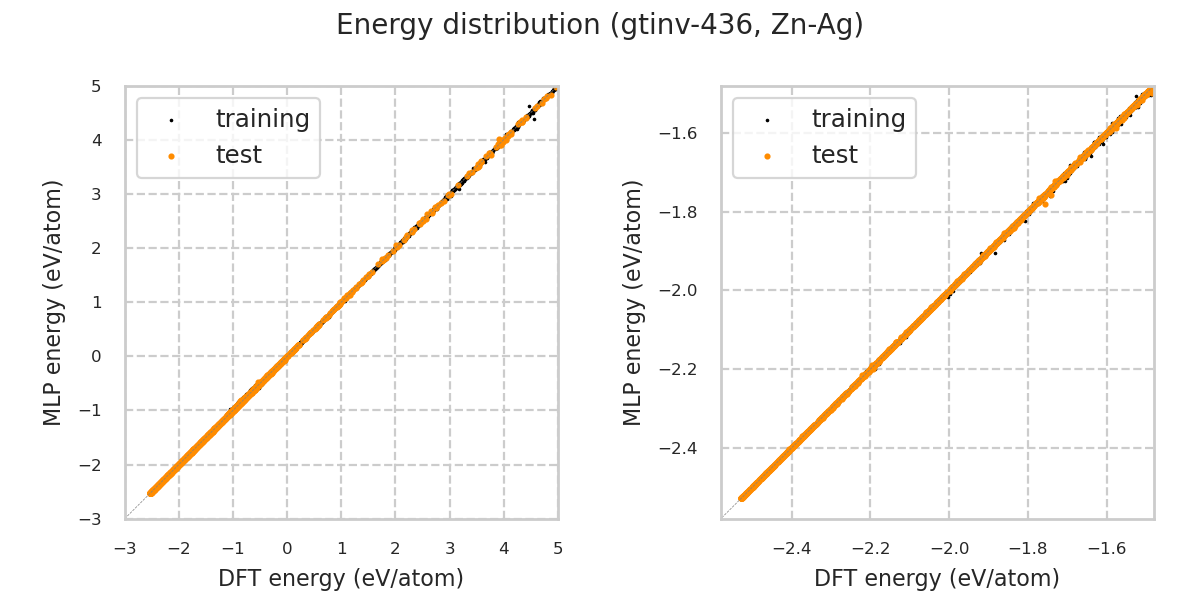 Energy distribution (gtinv-436, Zn-Ag)
5
4
3
2
1
0
−1
−2
−3
−3 −2 −1 0 1 2 3 4 5
MLP energy (eV/atom)
DFT energy (eV/atom)
training
test
−1.6
−1.8
−2.0
−2.2
−2.4
−2.4 −2.2 −2.0 −1.8 −1.6
MLP energy (eV/atom)
DFT energy (eV/atom)
training
test